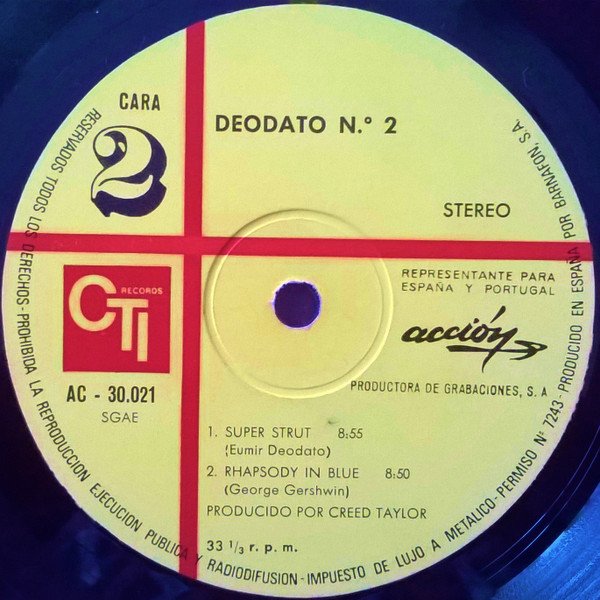 CARA
2
DEODATO N.º 2
STEREO
CTI
RECORDS
REPRESENTANTE PARA
ESPAÑA Y PORTUGAL
acción
PRODUCTORA DE GRABACIONES, S. A
AC - 30.021
SGAE
1. SUPER STRUT 8:55
(Eumir Deodato)
2. RHAPSODY IN BLUE 8:50
(George Gershwin)
PRODUCIDO POR CREED TAYLOR
33 1/3 r. p. m.
RESERVADOS TODOS LOS DERECHOS - PROHIBIDA LA REPRODUCCION EJECUCION PUBLICA Y RADIODIFUSION - IMPUESTO DE LUJO A METALICO - PERMISO Nº 7243 - PRODUCIDO EN ESPAÑA POR BARNAFON, S.A.